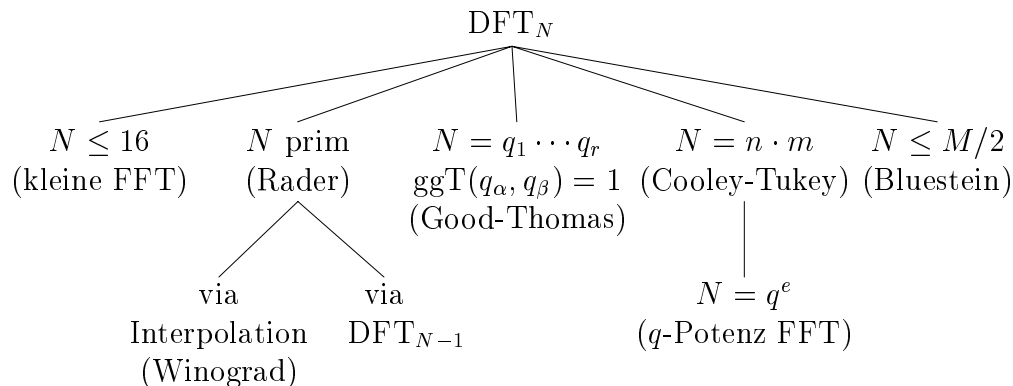 DFT_N
N ≤ 16
(kleine FFT)
N prim
(Rader)
N = q_1 ⋯ q_r
ggT(q_α, q_β) = 1
(Good-Thomas)
N = n · m
(Cooley-Tukey)
N ≤ M/2
(Bluestein)
via
Interpolation
(Winograd)
via
DFT_{N−1}
N = q^e
(q-Potenz FFT)